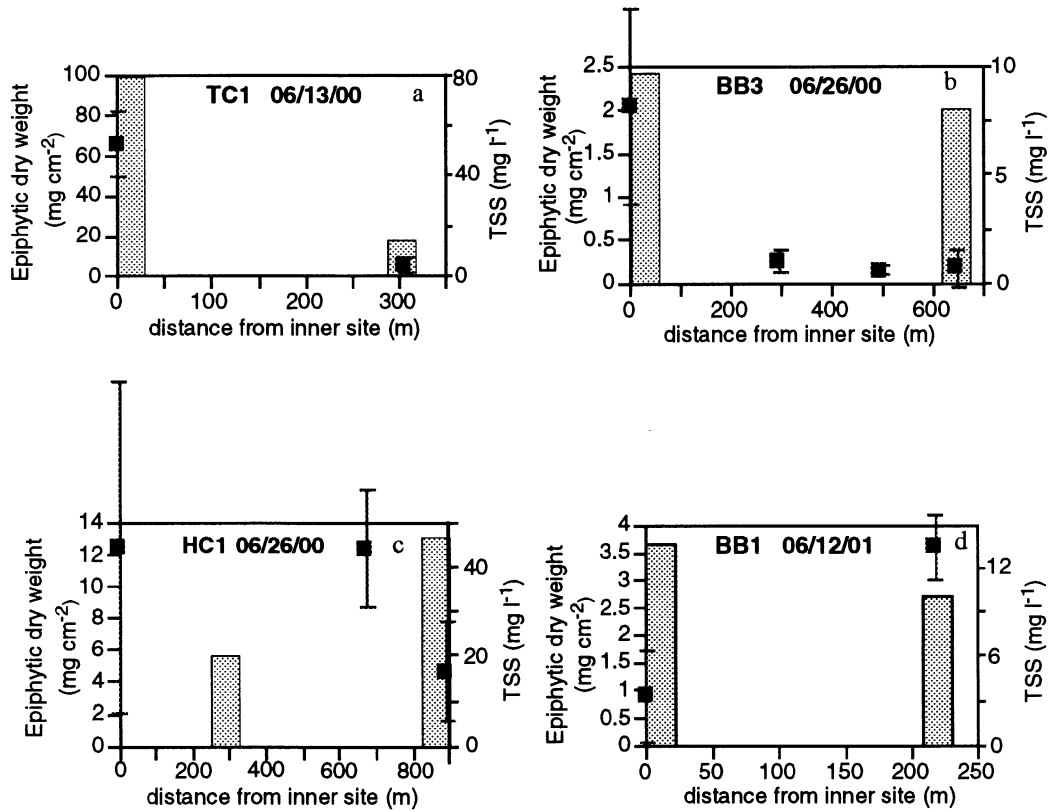 TC1 06/13/00 a
Epiphytic dry weight
(mg cm-2)
100
80
60
40
20
0
80
40
0
TSS (mg l-1)
0 100 200 300
distance from inner site (m)
BB3 06/26/00 b
Epiphytic dry weight
(mg cm-2)
2.5
2
1.5
1
0.5
0
10
5
0
TSS (mg l-1)
0 200 400 600
distance from inner site (m)
HC1 06/26/00 c
Epiphytic dry weight
(mg cm-2)
14
12
10
8
6
4
2
0
40
20
0
TSS (mg l-1)
0 200 400 600 800
distance from inner site (m)
BB1 06/12/01 d
Epiphytic dry weight
(mg cm-2)
4
3.5
3
2.5
2
1.5
1
0.5
0
12
6
0
TSS (mg l-1)
0 50 100 150 200 250
distance from inner site (m)